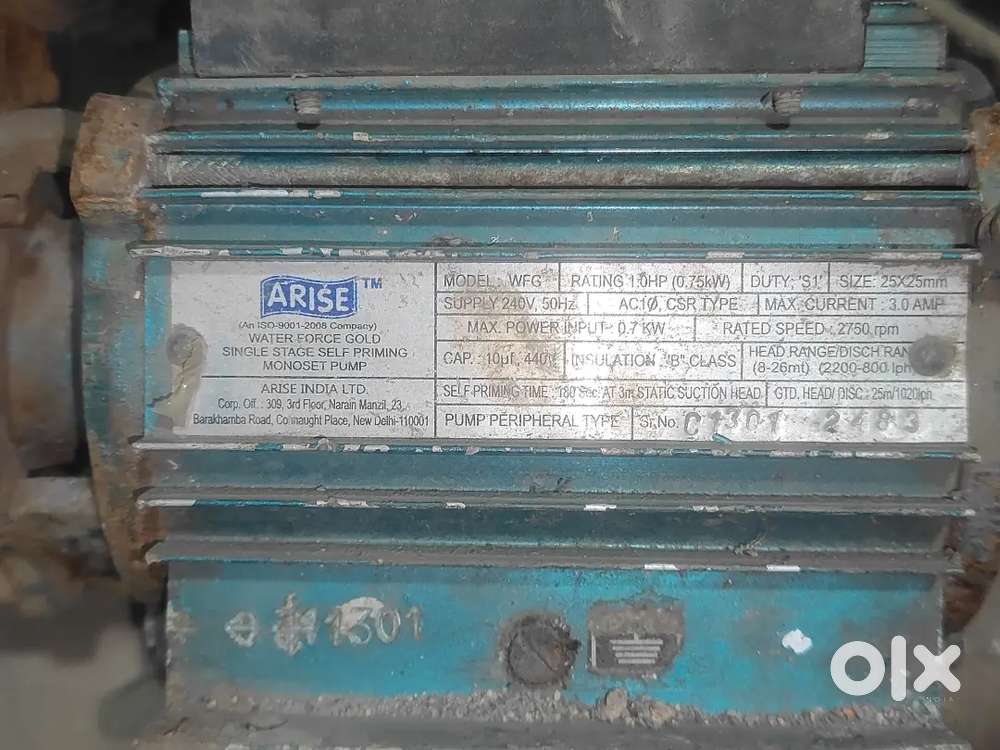 ARISE ™
(An ISO-9001-2008 Company)
WATER FORCE GOLD
SINGLE STAGE SELF PRIMING
MONOSET PUMP
ARISE INDIA LTD.
Corp. Off.: 309, 3rd Floor, Narain Manzil, 23,
Barakhamba Road, Connaught Place, New Delhi-110001
MODEL: WFG RATING 1.0HP (0.75kW) DUTY; 'S1' SIZE: 25X25mm
SUPPLY 240V, 50Hz AC1Ø, CSR TYPE MAX. CURRENT : 3.0 AMP
MAX. POWER INPUT 0.7 KW RATED SPEED : 2750 rpm
CAP. : 10µf, 440V INSULATION : "B" CLASS HEAD RANGE/DISCH RAN
(8-26mt) (2200-800 lph
SELF-PRIMING TIME : 180 Sec. AT 3mt STATIC SUCTION HEAD GTD. HEAD/ DISC : 25m/1020lph
PUMP PERIPHERAL TYPE Sr.No. C1301 2483
11301
olx